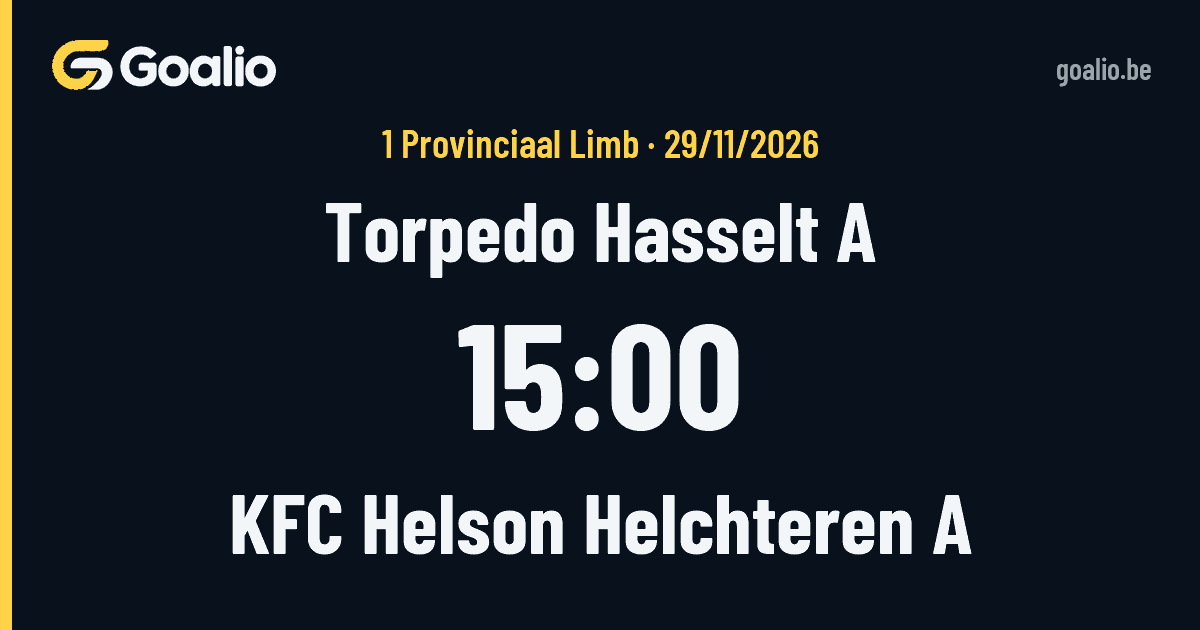 Goalio
goalio.be
1 Provinciaal Limb · 29/11/2026
Torpedo Hasselt A
15:00
KFC Helson Helchteren A